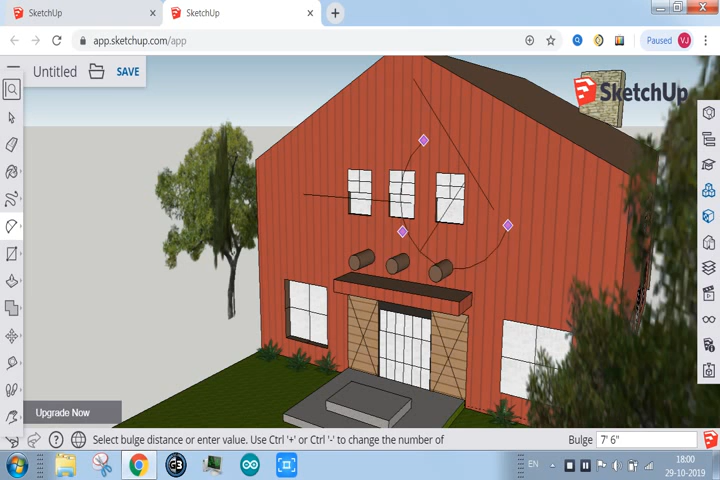 SketchUp
SketchUp
app.sketchup.com/app
Paused
VJ
Untitled
SAVE
SketchUp
Upgrade Now
Select bulge distance or enter value. Use Ctrl '+' or Ctrl '-' to change the number of
Bulge
7' 6"
EN
18:00
29-10-2019